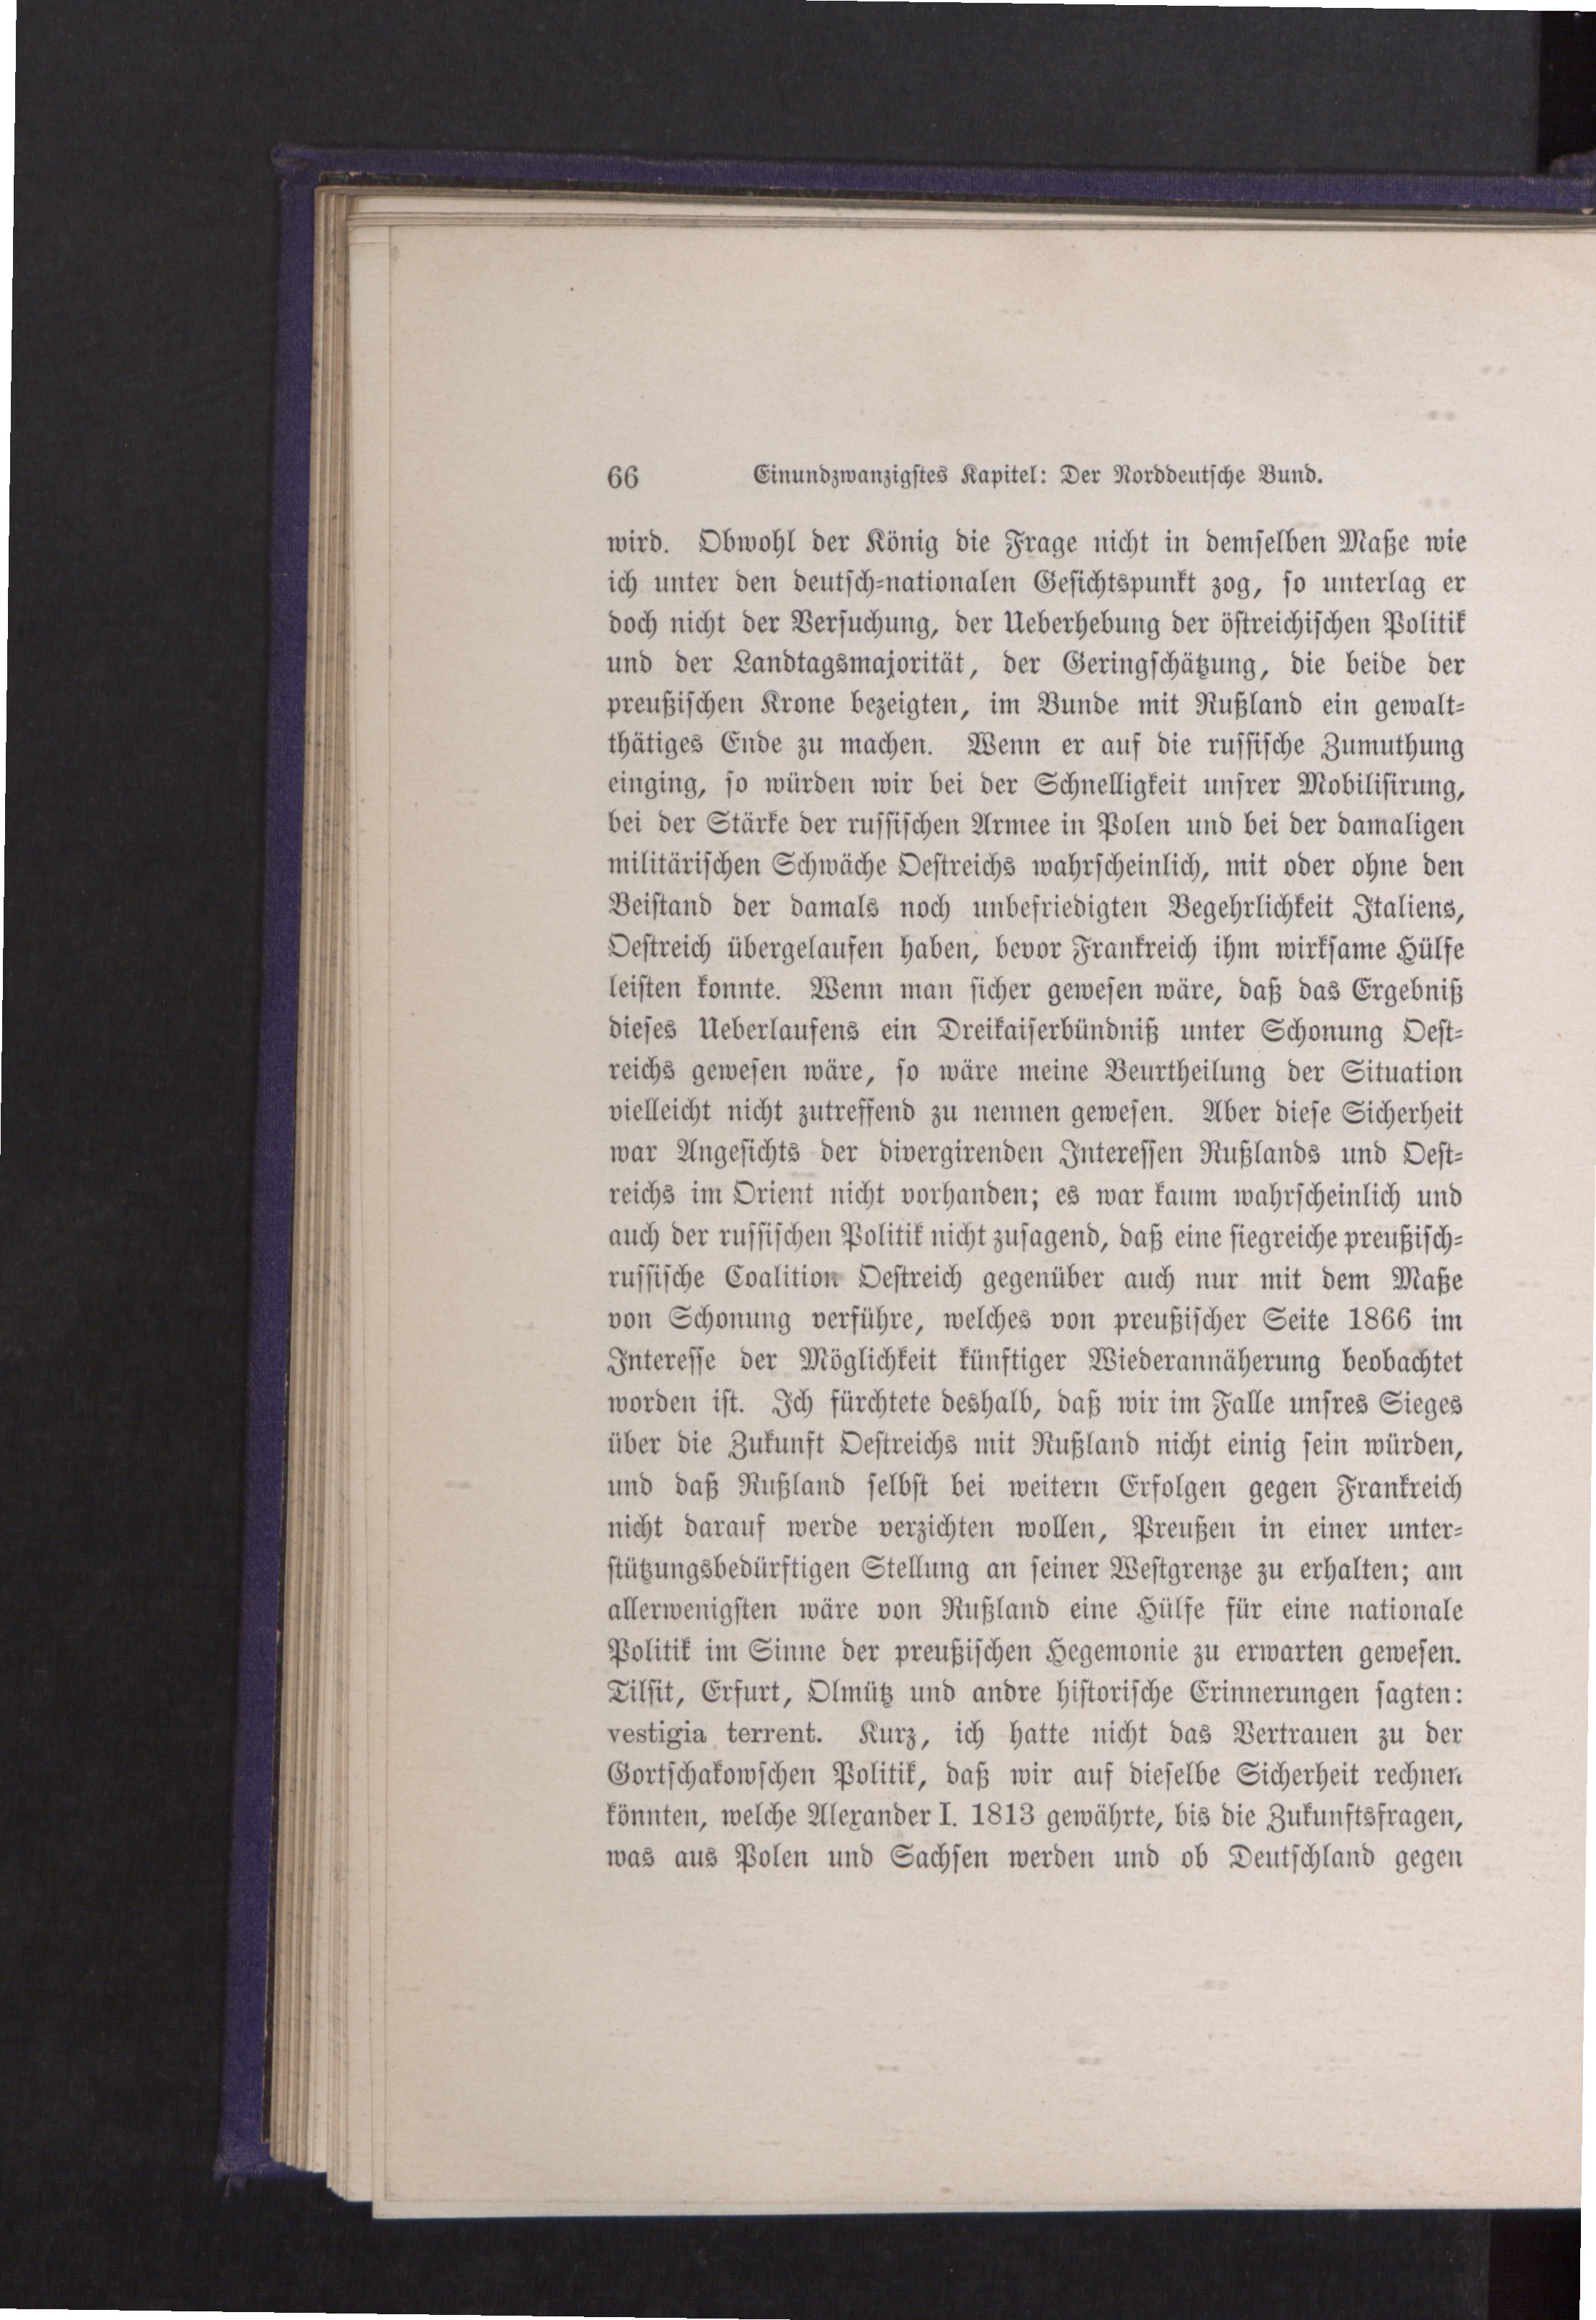 66 Einundzwanzigstes Kapitel: Der Norddeutsche Bund.
wird. Obwohl der König die Frage nicht in demselben Maße wie
ich unter den deutsch-nationalen Gesichtspunkt zog, so unterlag er
doch nicht der Versuchung, der Ueberhebung der östreichischen Politik
und der Landtagsmajorität, der Geringschätzung, die beide der
preußischen Krone bezeigten, im Bunde mit Rußland ein gewalt-
thätiges Ende zu machen. Wenn er auf die russische Zumuthung
einging, so würden wir bei der Schnelligkeit unsrer Mobilisirung,
bei der Stärke der russischen Armee in Polen und bei der damaligen
militärischen Schwäche Oestreichs wahrscheinlich, mit oder ohne den
Beistand der damals noch unbefriedigten Begehrlichkeit Italiens,
Oestreich übergelaufen haben, bevor Frankreich ihm wirksame Hülfe
leisten konnte. Wenn man sicher gewesen wäre, daß das Ergebniß
dieses Ueberlaufens ein Dreikaiserbündniß unter Schonung Oest-
reichs gewesen wäre, so wäre meine Beurtheilung der Situation
vielleicht nicht zutreffend zu nennen gewesen. Aber diese Sicherheit
war Angesichts der divergirenden Interessen Rußlands und Oest-
reichs im Orient nicht vorhanden; es war kaum wahrscheinlich und
auch der russischen Politik nicht zusagend, daß eine siegreiche preußisch-
russische Coalition Oestreich gegenüber auch nur mit dem Maße
von Schonung verführe, welches von preußischer Seite 1866 im
Interesse der Möglichkeit künftiger Wiederannäherung beobachtet
worden ist. Ich fürchtete deshalb, daß wir im Falle unsres Sieges
über die Zukunft Oestreichs mit Rußland nicht einig sein würden,
und daß Rußland selbst bei weitern Erfolgen gegen Frankreich
nicht darauf werde verzichten wollen, Preußen in einer unter-
stützungsbedürftigen Stellung an seiner Westgrenze zu erhalten; am
allerwenigsten wäre von Rußland eine Hülfe für eine nationale
Politik im Sinne der preußischen Hegemonie zu erwarten gewesen.
Tilsit, Erfurt, Olmütz und andre historische Erinnerungen sagten:
vestigia terrent. Kurz, ich hatte nicht das Vertrauen zu der
Gortschakowschen Politik, daß wir auf dieselbe Sicherheit rechnen
könnten, welche Alexander I. 1813 gewährte, bis die Zukunftsfragen,
was aus Polen und Sachsen werden und ob Deutschland gegen